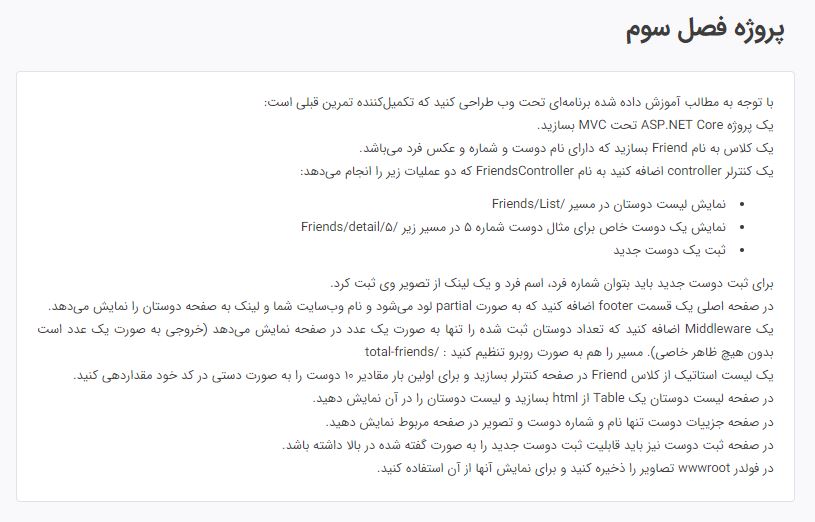 پروژه فصل سوم
با توجه به مطالب آموزش داده شده برنامه‌ای تحت وب طراحی کنید که تکمیل‌کننده تمرین قبلی است:
یک پروژه ASP.NET Core تحت MVC بسازید.
یک کلاس به نام Friend بسازید که دارای نام دوست و شماره و عکس فرد می‌باشد.
یک کنترلر controller اضافه کنید به نام FriendsController که دو عملیات زیر را انجام می‌دهد:
• نمایش لیست دوستان در مسیر /Friends/List
• نمایش یک دوست خاص برای مثال دوست شماره ۵ در مسیر زیر /Friends/detail/۵
• ثبت یک دوست جدید
برای ثبت دوست جدید باید بتوان شماره فرد، اسم فرد و یک لینک از تصویر وی ثبت کرد.
در صفحه اصلی یک قسمت footer اضافه کنید که به صورت partial لود می‌شود و نام وب‌سایت شما و لینک به صفحه دوستان را نمایش می‌دهد.
یک Middleware اضافه کنید که تعداد دوستان ثبت شده را تنها به صورت یک عدد در صفحه نمایش می‌دهد (خروجی به صورت یک عدد است
بدون هیچ ظاهر خاصی). مسیر را هم به صورت روبرو تنظیم کنید : /total-friends
یک لیست استاتیک از کلاس Friend در صفحه کنترلر بسازید و برای اولین بار مقادیر ۱۰ دوست را به صورت دستی در کد خود مقداردهی کنید.
در صفحه لیست دوستان یک Table از html بسازید و لیست دوستان را در آن نمایش دهید.
در صفحه جزییات دوست تنها نام و شماره دوست و تصویر در صفحه مربوط نمایش دهید.
در صفحه ثبت دوست نیز باید قابلیت ثبت دوست جدید را به صورت گفته شده در بالا داشته باشد.
در فولدر wwwroot تصاویر را ذخیره کنید و برای نمایش آنها از آن استفاده کنید.